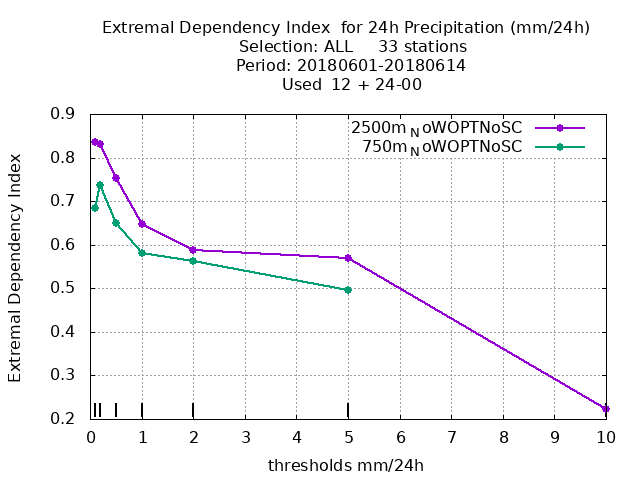 Extremal Dependency Index  for 24h Precipitation (mm/24h)
Selection: ALL     33 stations
Period: 20180601-20180614
Used  12 + 24-00
2500m_NoWOPTNoSC
750m_NoWOPTNoSC
Extremal Dependency Index
0.9
0.8
0.7
0.6
0.5
0.4
0.3
0.2
0 1 2 3 4 5 6 7 8 9 10
thresholds mm/24h